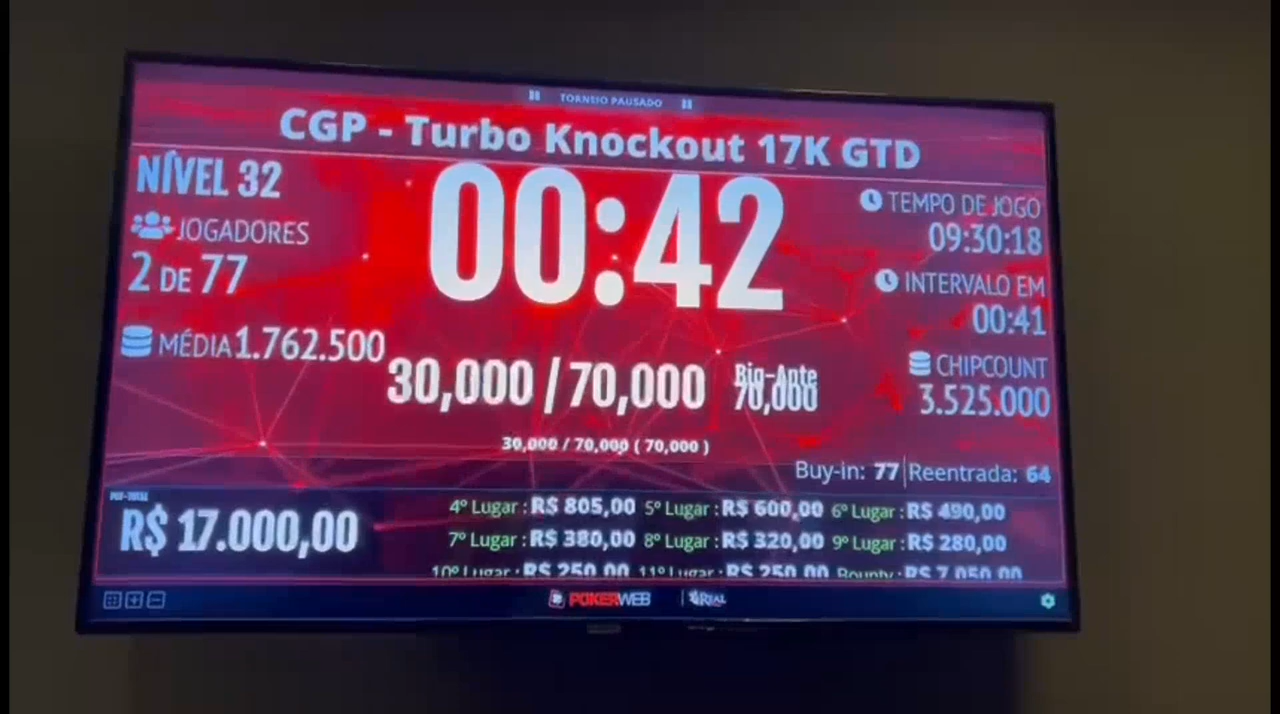 TORNEIO PAUSADO
CGP - Turbo Knockout 17K GTD
NÍVEL 32
JOGADORES
2 DE 77
MÉDIA 1.762.500
00:42
30,000 / 70,000
Big-Ante
70,000
30,000 / 70,000 ( 70,000 )
TEMPO DE JOGO
09:30:18
INTERVALO EM
00:41
CHIPCOUNT
3.525.000
Buy-in: 77 Reentrada: 64
R$ 17.000,00
4º Lugar : R$ 805,00 5º Lugar : R$ 600,00 6º Lugar : R$ 490,00
7º Lugar : R$ 380,00 8º Lugar : R$ 320,00 9º Lugar : R$ 280,00
10º Lugar : R$ 250,00 11º Lugar : R$ 250,00 Bounty : R$ 7.050,00
POKERWEB
REAL